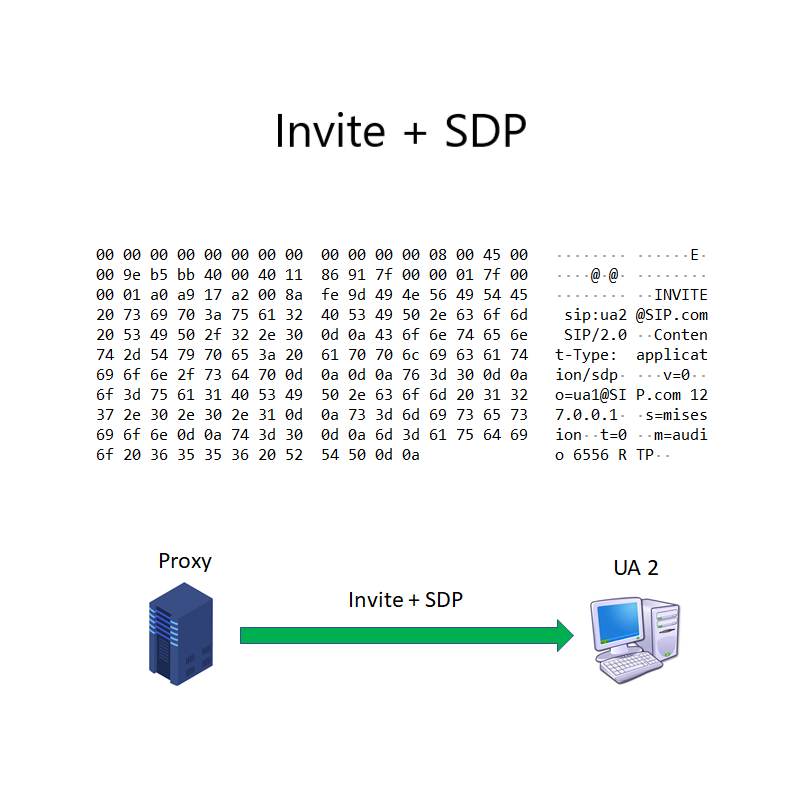 Invite + SDP
00 00 00 00 00 00 00 00  00 00 00 00 08 00 45 00  ········ ······E·
00 9e b5 bb 40 00 40 11  86 91 7f 00 00 01 7f 00  ····@·@· ········
00 01 a0 a9 17 a2 00 8a  fe 9d 49 4e 56 49 54 45  ········ ··INVITE
20 73 69 70 3a 75 61 32  40 53 49 50 2e 63 6f 6d   sip:ua2 @SIP.com
20 53 49 50 2f 32 2e 30  0d 0a 43 6f 6e 74 65 6e   SIP/2.0 ··Conten
74 2d 54 79 70 65 3a 20  61 70 70 6c 69 63 61 74  t-Type:  applicat
69 6f 6e 2f 73 64 70 0d  0a 0d 0a 76 3d 30 0d 0a  ion/sdp· ···v=0··
6f 3d 75 61 31 40 53 49  50 2e 63 6f 6d 20 31 32  o=ua1@SI P.com 12
37 2e 30 2e 30 2e 31 0d  0a 73 3d 6d 69 73 65 73  7.0.0.1· ·s=mises
69 6f 6e 0d 0a 74 3d 30  0d 0a 6d 3d 61 75 64 69  ion··t=0 ··m=audi
6f 20 36 35 35 36 20 52  54 50 0d 0a  o 6556 R TP··
Proxy
UA 2
Invite + SDP